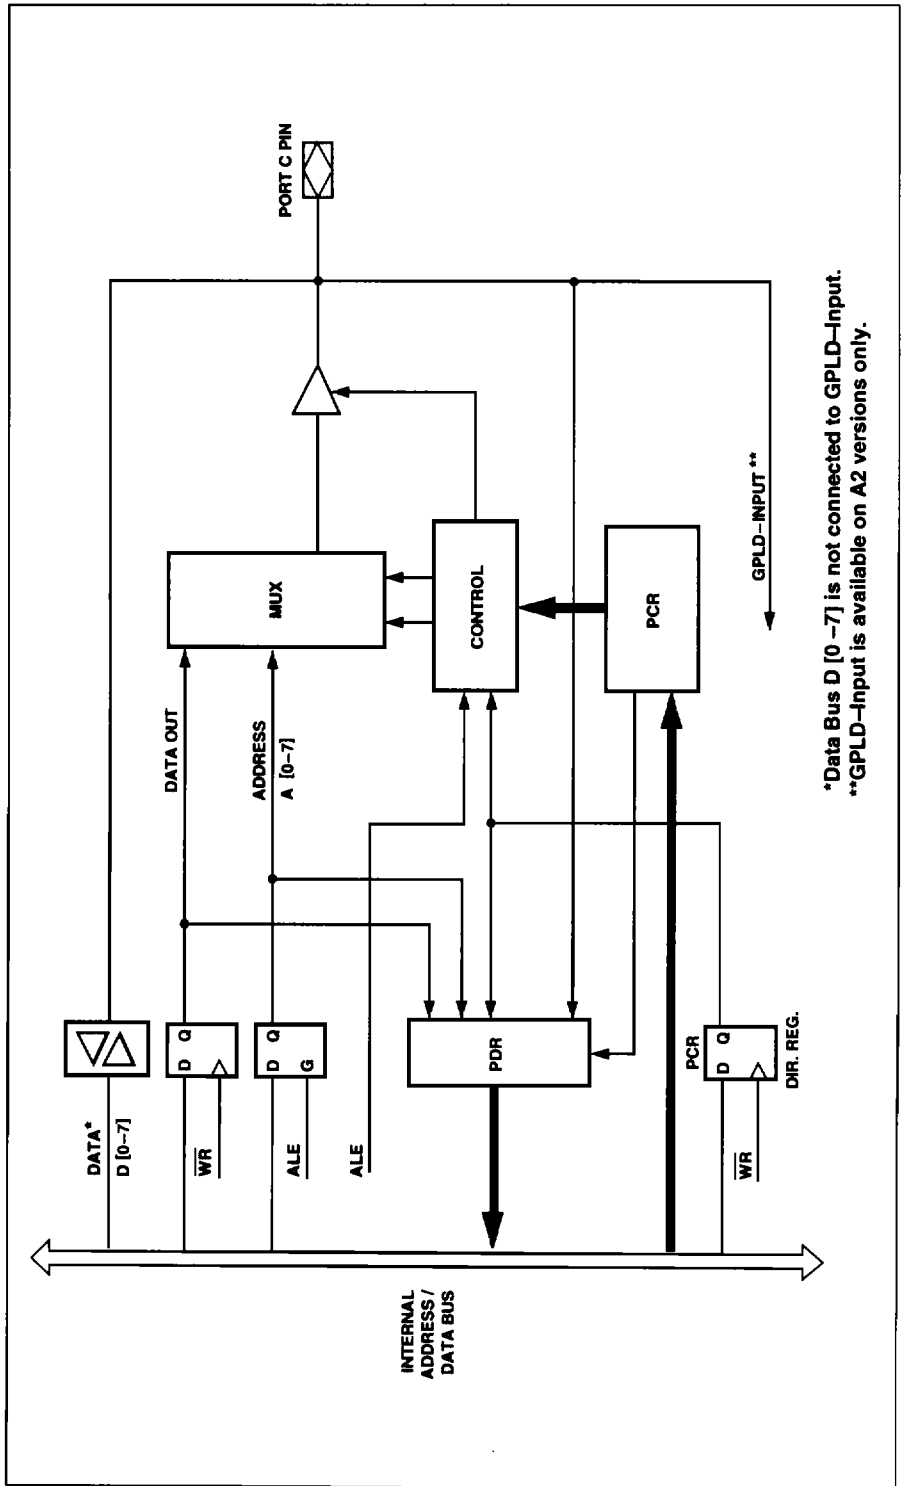 INTERNAL
ADDRESS /
DATA BUS
DATA*
D [0–7]
WR
ALE
ALE
WR
D Q
D Q
G
PDR
PCR
D Q
DIR. REG.
DATA OUT
ADDRESS
A [0–7]
MUX
CONTROL
PCR
GPLD–INPUT **
PORT C PIN
*Data Bus D [0 –7] is not connected to GPLD–Input.
**GPLD–Input is available on A2 versions only.